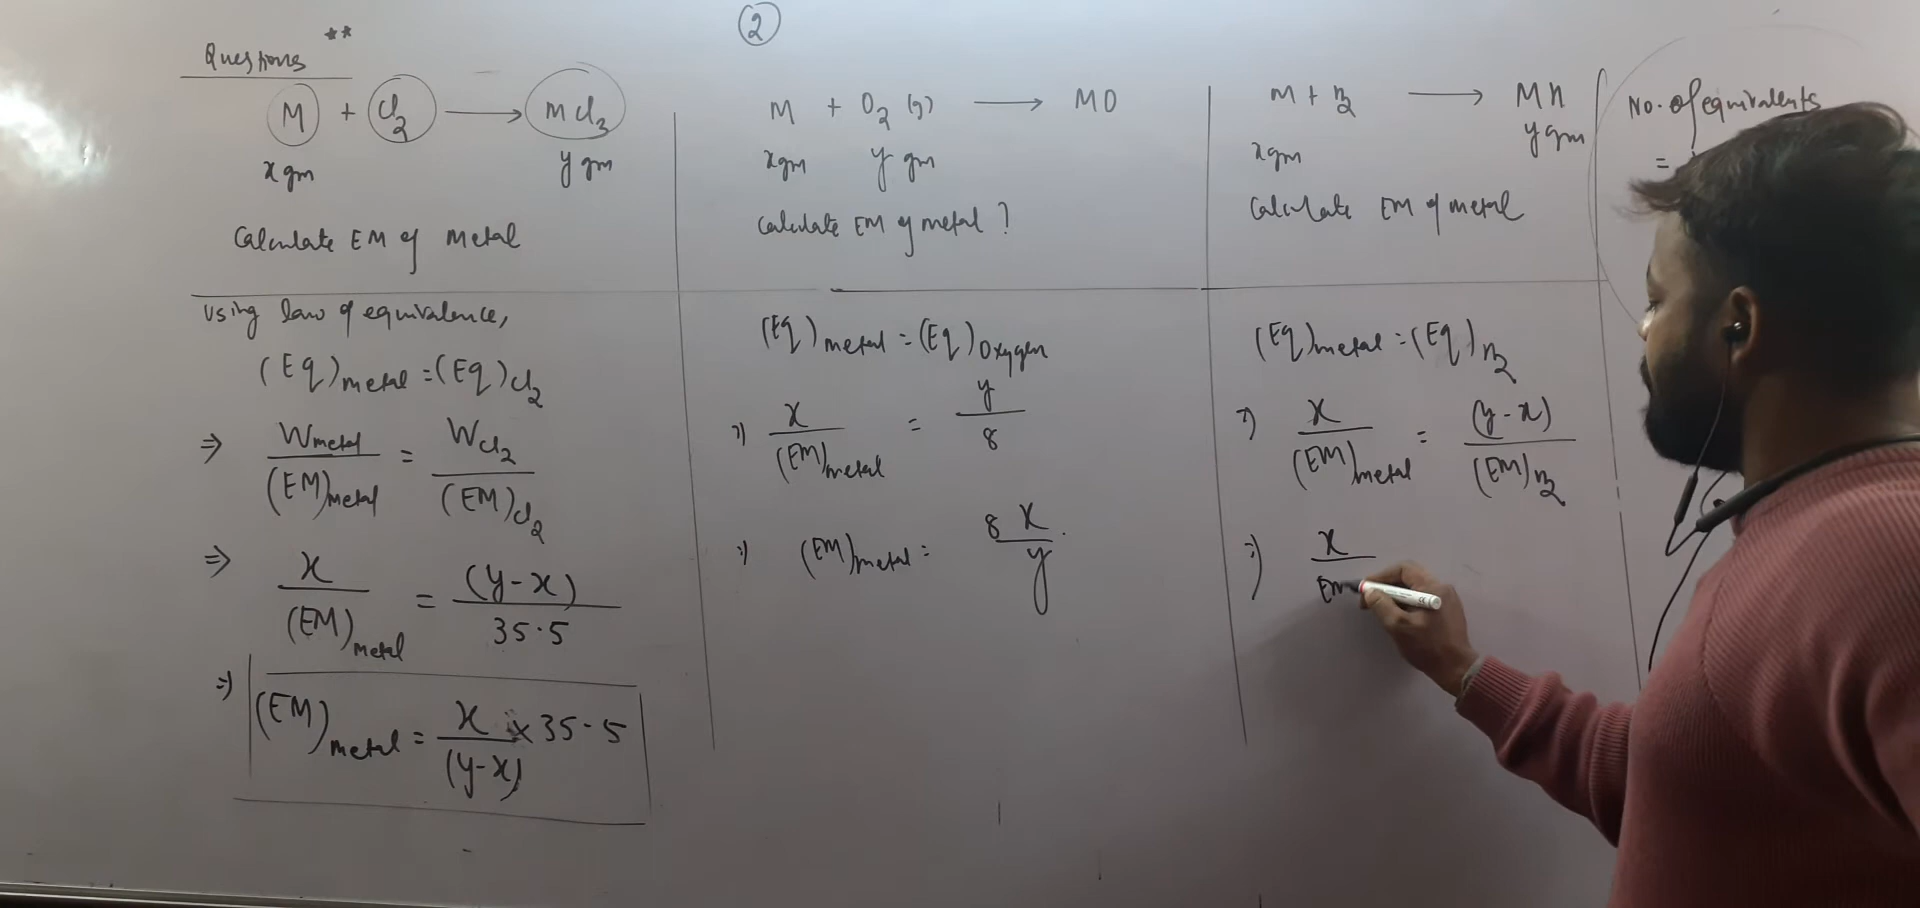 2
Questions **
M + Cl2 → MCl2
x gm y gm
Calculate EM of Metal
using law of equivalence,
(Eq)metal = (Eq)Cl2
⇒ Wmetal/(EM)metal = WCl2/(EM)Cl2
⇒ x/(EM)metal = (y-x)/35.5
⇒ (EM)metal = x/(y-x) × 35.5
M + O2 (g) → MO
x gm y gm
Calculate EM of metal ?
(Eq)metal = (Eq)Oxygen
⇒ x/(EM)metal = y/8
⇒ (EM)metal = 8x/y
M + N2 → MN
x gm y gm
Calculate EM of metal
(Eq)metal = (Eq)N2
⇒ x/(EM)metal = (y-x)/(EM)N2
⇒ x/EM
No. of equivalents
=